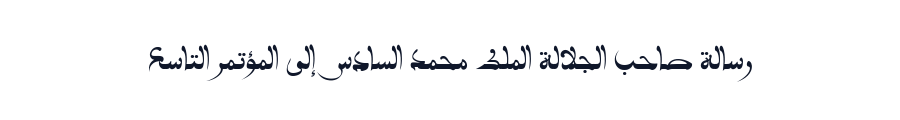 رسالة صاحب الجلالة الملك محمد السادس إلى المؤتمر التاسع